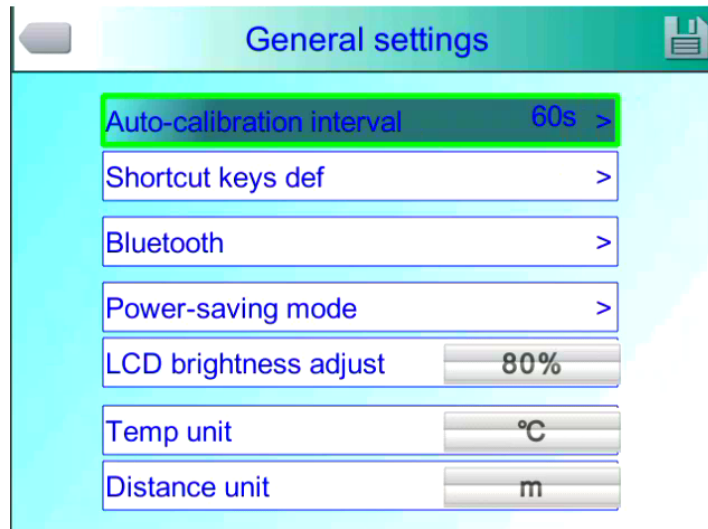 General settings
Auto-calibration interval 60s >
Shortcut keys def >
Bluetooth >
Power-saving mode >
LCD brightness adjust 80%
Temp unit °C
Distance unit m